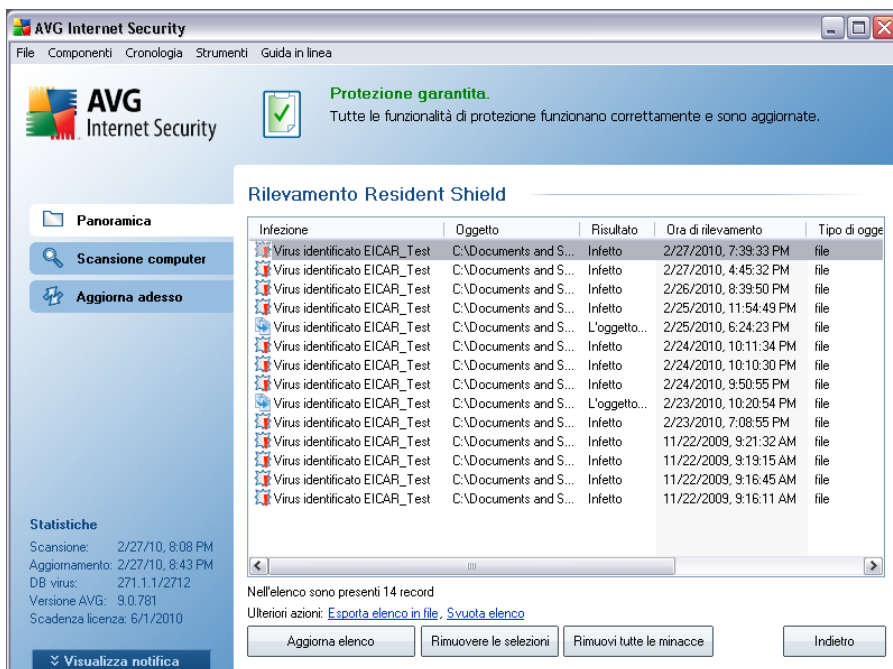 AVG Internet Security
File Componenti Cronologia Strumenti Guida in linea
AVG
Internet Security
Protezione garantita.
Tutte le funzionalità di protezione funzionano correttamente e sono aggiornate.
Panoramica
Scansione computer
Aggiorna adesso
Rilevamento Resident Shield
Infezione Oggetto Risultato Ora di rilevamento Tipo di ogge
Virus identificato EICAR_Test C:\Documents and S... Infetto 2/27/2010, 7:39:33 PM file
Virus identificato EICAR_Test C:\Documents and S... Infetto 2/27/2010, 4:45:32 PM file
Virus identificato EICAR_Test C:\Documents and S... Infetto 2/26/2010, 8:39:50 PM file
Virus identificato EICAR_Test C:\Documents and S... Infetto 2/25/2010, 11:54:49 PM file
Virus identificato EICAR_Test C:\Documents and S... L'oggetto... 2/25/2010, 6:24:23 PM file
Virus identificato EICAR_Test C:\Documents and S... Infetto 2/24/2010, 10:11:34 PM file
Virus identificato EICAR_Test C:\Documents and S... Infetto 2/24/2010, 10:10:30 PM file
Virus identificato EICAR_Test C:\Documents and S... Infetto 2/24/2010, 9:50:55 PM file
Virus identificato EICAR_Test C:\Documents and S... L'oggetto... 2/23/2010, 10:20:54 PM file
Virus identificato EICAR_Test C:\Documents and S... Infetto 2/23/2010, 7:08:55 PM file
Virus identificato EICAR_Test C:\Documents and S... Infetto 11/22/2009, 9:21:32 AM file
Virus identificato EICAR_Test C:\Documents and S... Infetto 11/22/2009, 9:19:15 AM file
Virus identificato EICAR_Test C:\Documents and S... Infetto 11/22/2009, 9:16:45 AM file
Virus identificato EICAR_Test C:\Documents and S... Infetto 11/22/2009, 9:16:11 AM file
Statistiche
Scansione: 2/27/10, 8:08 PM
Aggiornamento: 2/27/10, 8:43 PM
DB virus: 271.1.1/2712
Versione AVG: 9.0.781
Scadenza licenza: 6/1/2010
Visualizza notifica
Nell'elenco sono presenti 14 record
Ulteriori azioni: Esporta elenco in file, Svuota elenco
Aggiorna elenco Rimuovere le selezioni Rimuovi tutte le minacce Indietro